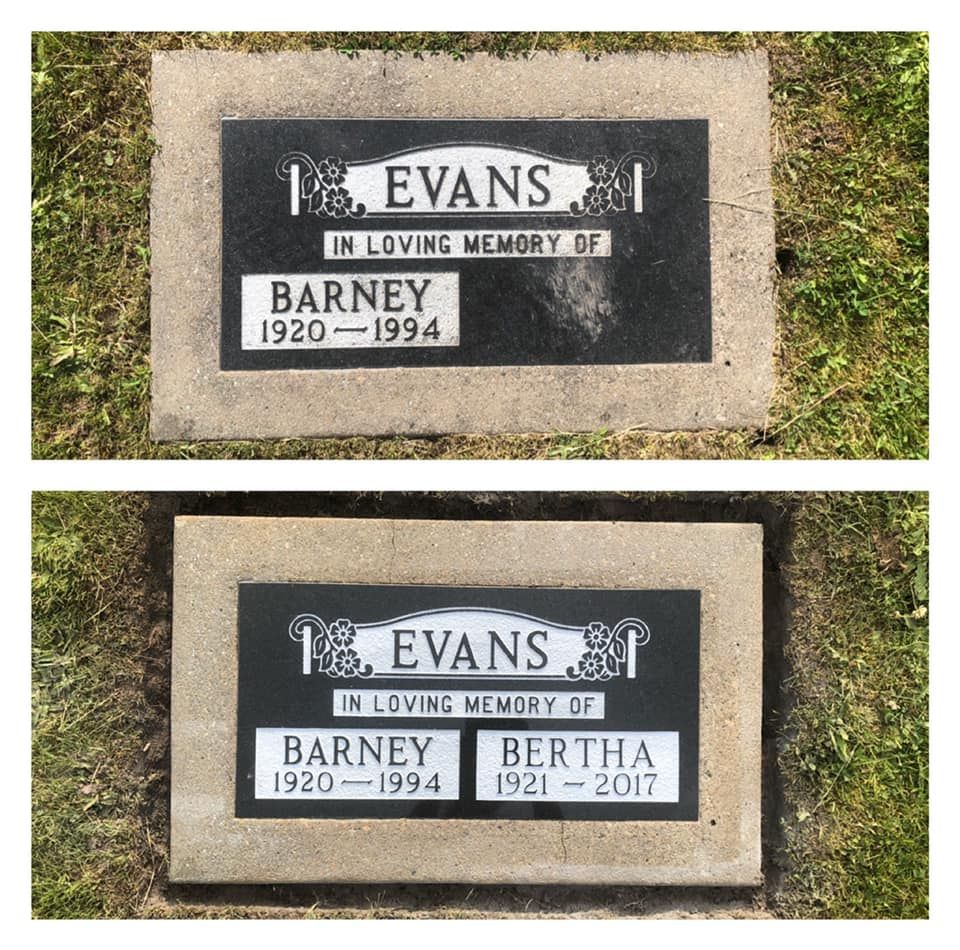 EVANS
IN LOVING MEMORY OF
BARNEY
1920 — 1994
EVANS
IN LOVING MEMORY OF
BARNEY BERTHA
1920 — 1994 1921 — 2017